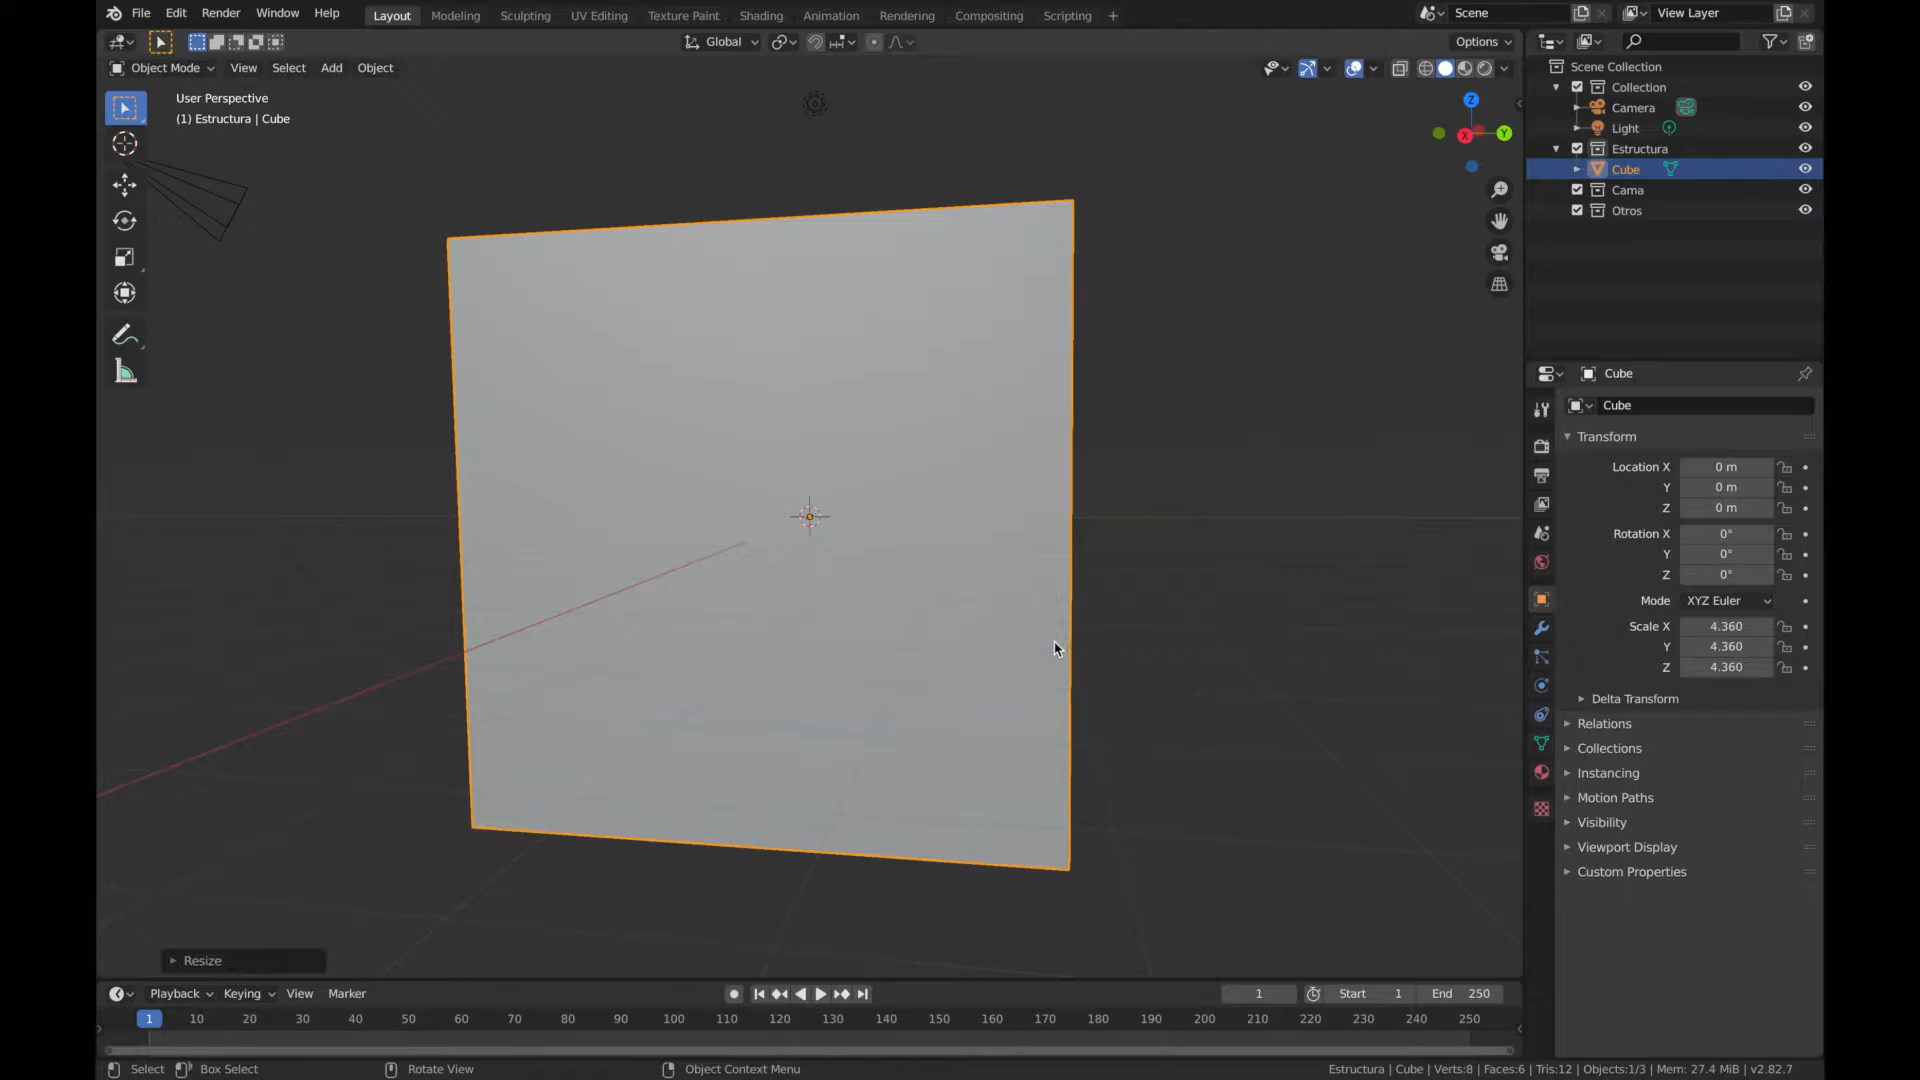 File Edit Render Window Help Layout Modeling Sculpting UV Editing Texture Paint Shading Animation Rendering Compositing Scripting + Scene View Layer
Global Options
Object Mode View Select Add Object
User Perspective
(1) Estructura | Cube
Z
Y
X
Scene Collection
Collection
Camera
Light
Estructura
Cube
Cama
Otros
Cube
Cube
Transform
Location X 0 m
Y 0 m
Z 0 m
Rotation X 0°
Y 0°
Z 0°
Mode XYZ Euler
Scale X 4.360
Y 4.360
Z 4.360
Delta Transform
Relations
Collections
Instancing
Motion Paths
Visibility
Viewport Display
Custom Properties
Resize
Playback Keying View Marker 1 Start 1 End 250
1 10 20 30 40 50 60 70 80 90 100 110 120 130 140 150 160 170 180 190 200 210 220 230 240 250
Select Box Select Rotate View Object Context Menu Estructura | Cube | Verts:8 | Faces:6 | Tris:12 | Objects:1/3 | Mem: 27.4 MiB | v2.82.7